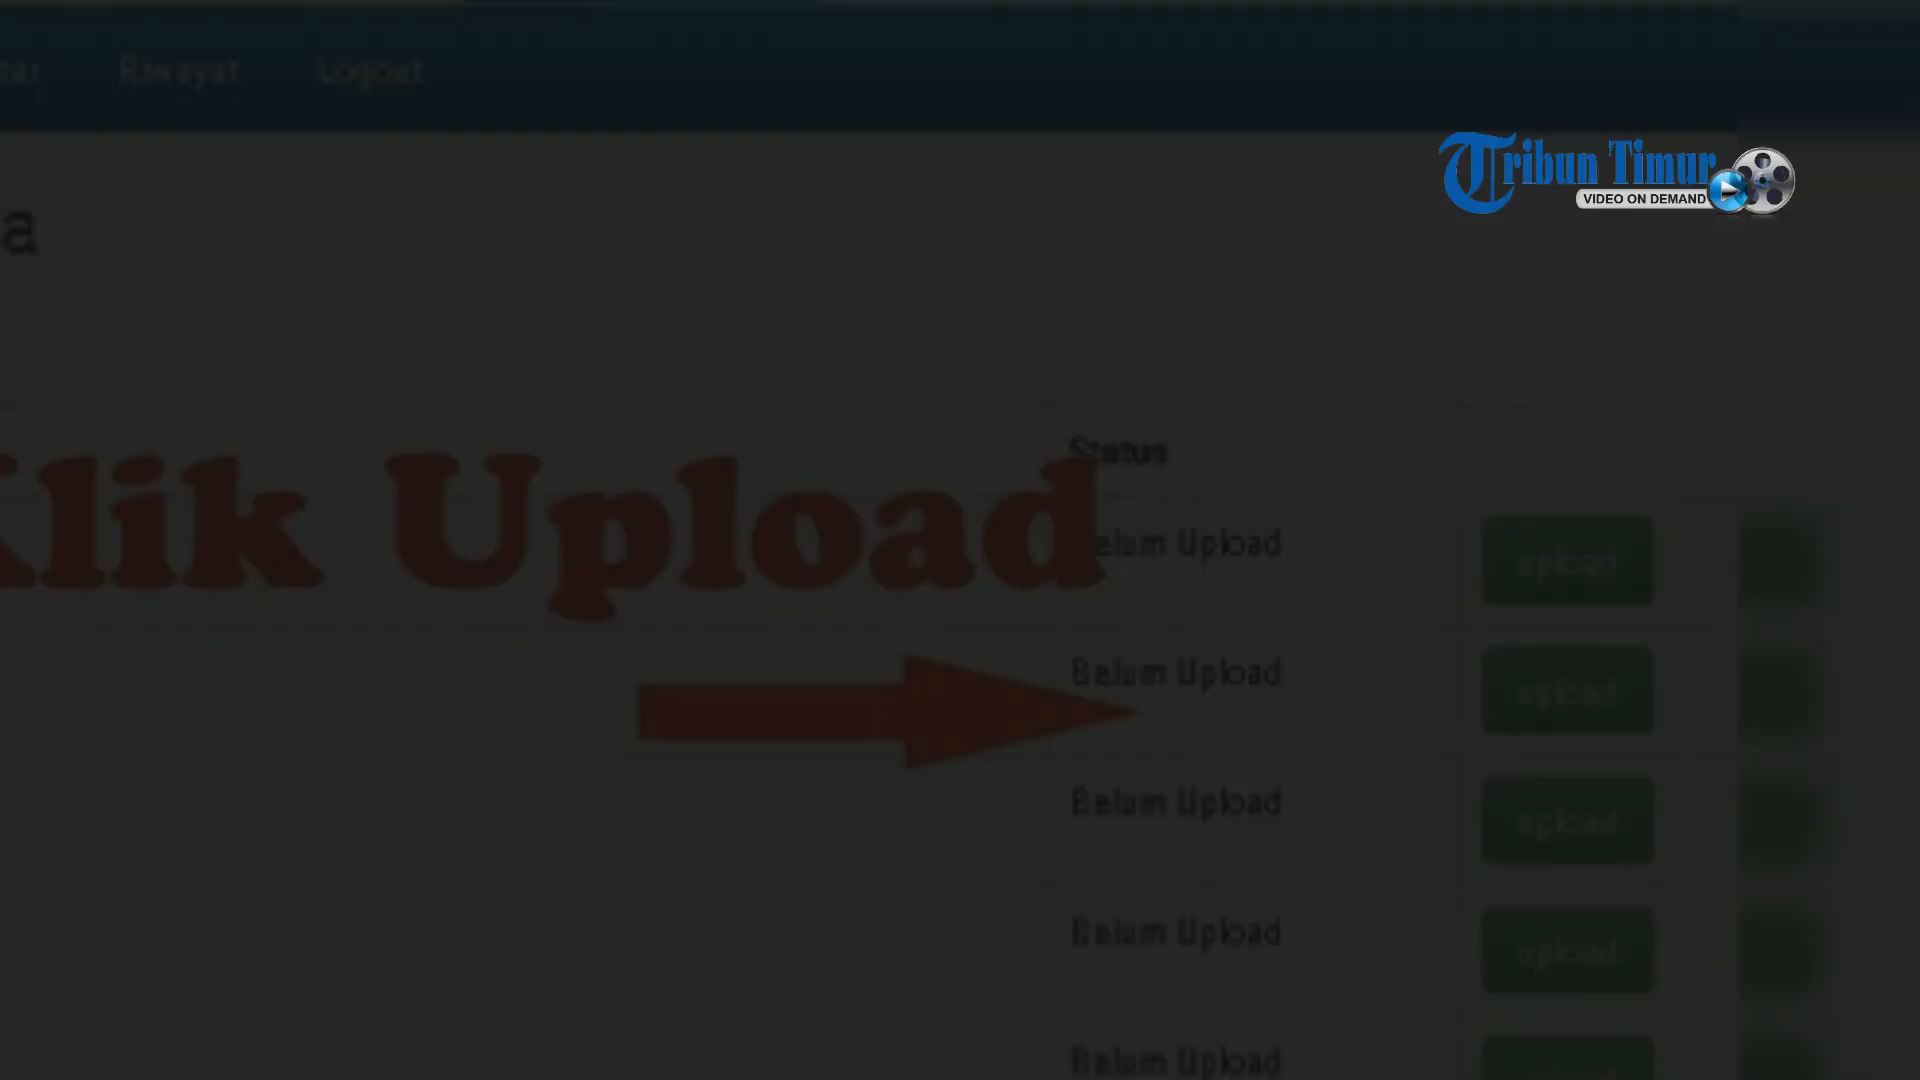 Riwayat Logout
Tribun Timur
VIDEO ON DEMAND
a
Status
Klik Upload
Belum Upload upload
Belum Upload upload
Belum Upload upload
Belum Upload upload
Belum Upload